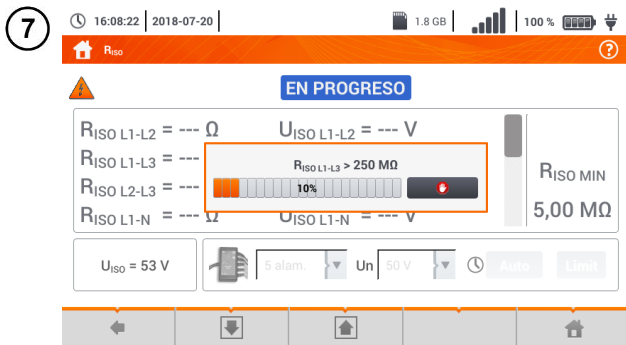 7
16:08:22 2018-07-20 1.8 GB 100 %
RISO ?
EN PROGRESO
RISO L1-L2 = --- Ω UISO L1-L2 = --- V
RISO L1-L3 = ---
RISO L1-L3 > 250 MΩ
RISO L2-L3 = ---
10%
RISO L1-N = --- Ω UISO L1-N = --- V
RISO MIN
5,00 MΩ
UISO = 53 V 5 alam. Un 50 V Auto Limit